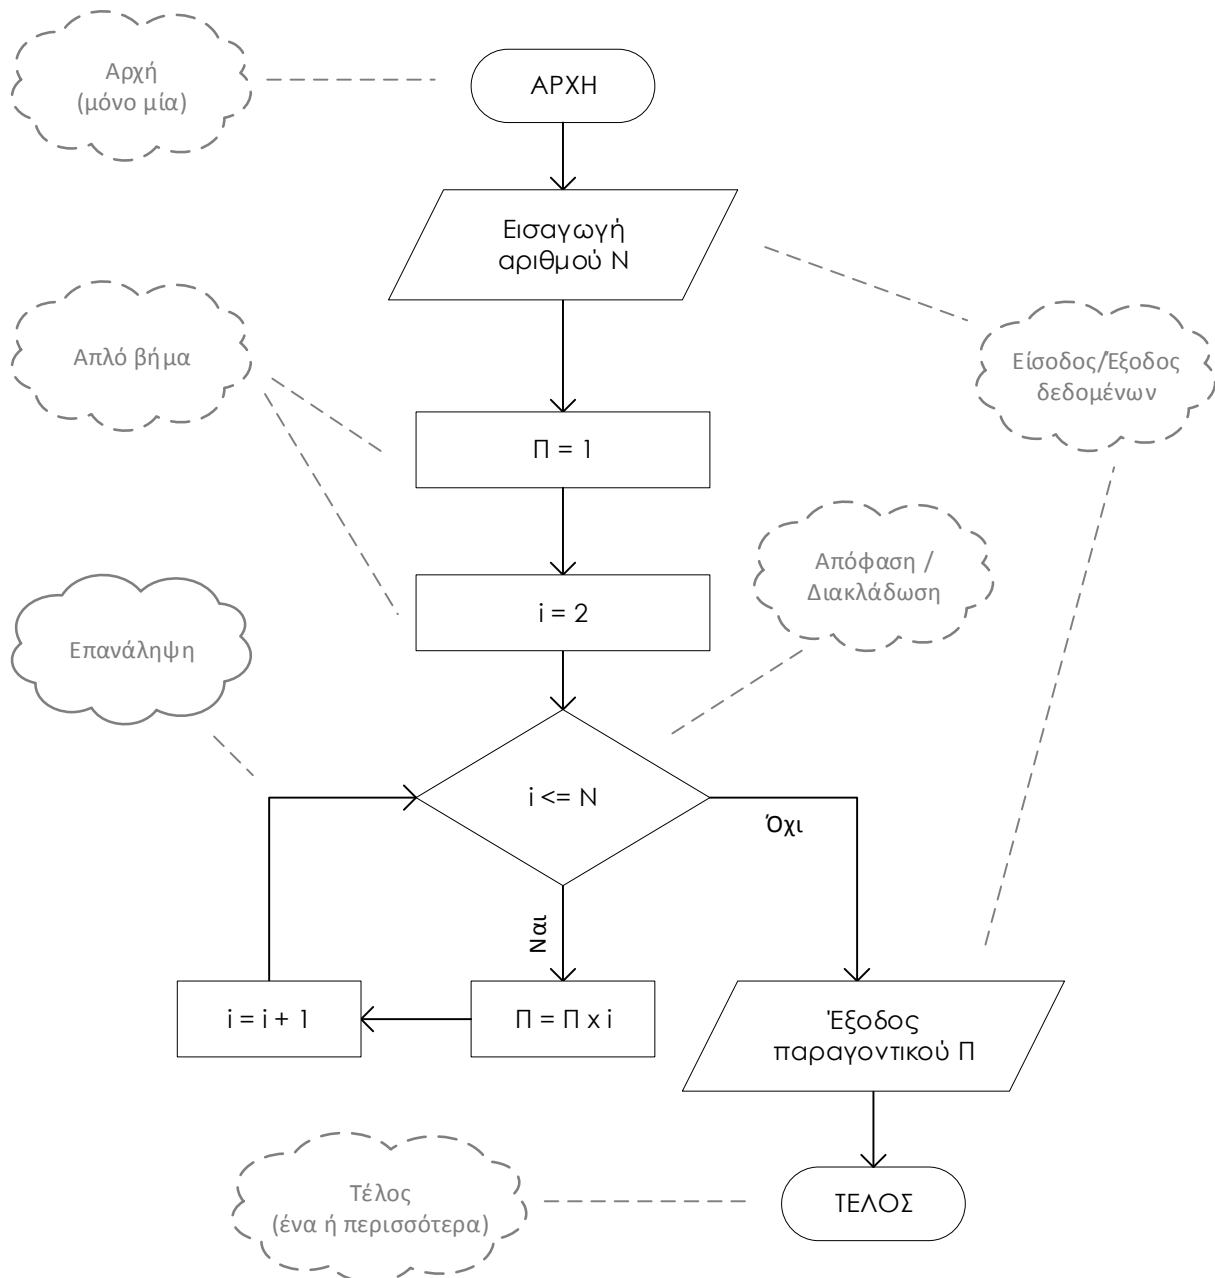 Αρχή
(μόνο μία)
ΑΡΧΗ
Εισαγωγή
αριθμού Ν
Απλό βήμα
Είσοδος/Έξοδος
δεδομένων
Π = 1
Απόφαση /
Διακλάδωση
i = 2
Επανάληψη
i <= N
Όχι
Ναι
i = i + 1
Π = Π x i
Έξοδος
παραγοντικού Π
Τέλος
(ένα ή περισσότερα)
ΤΕΛΟΣ